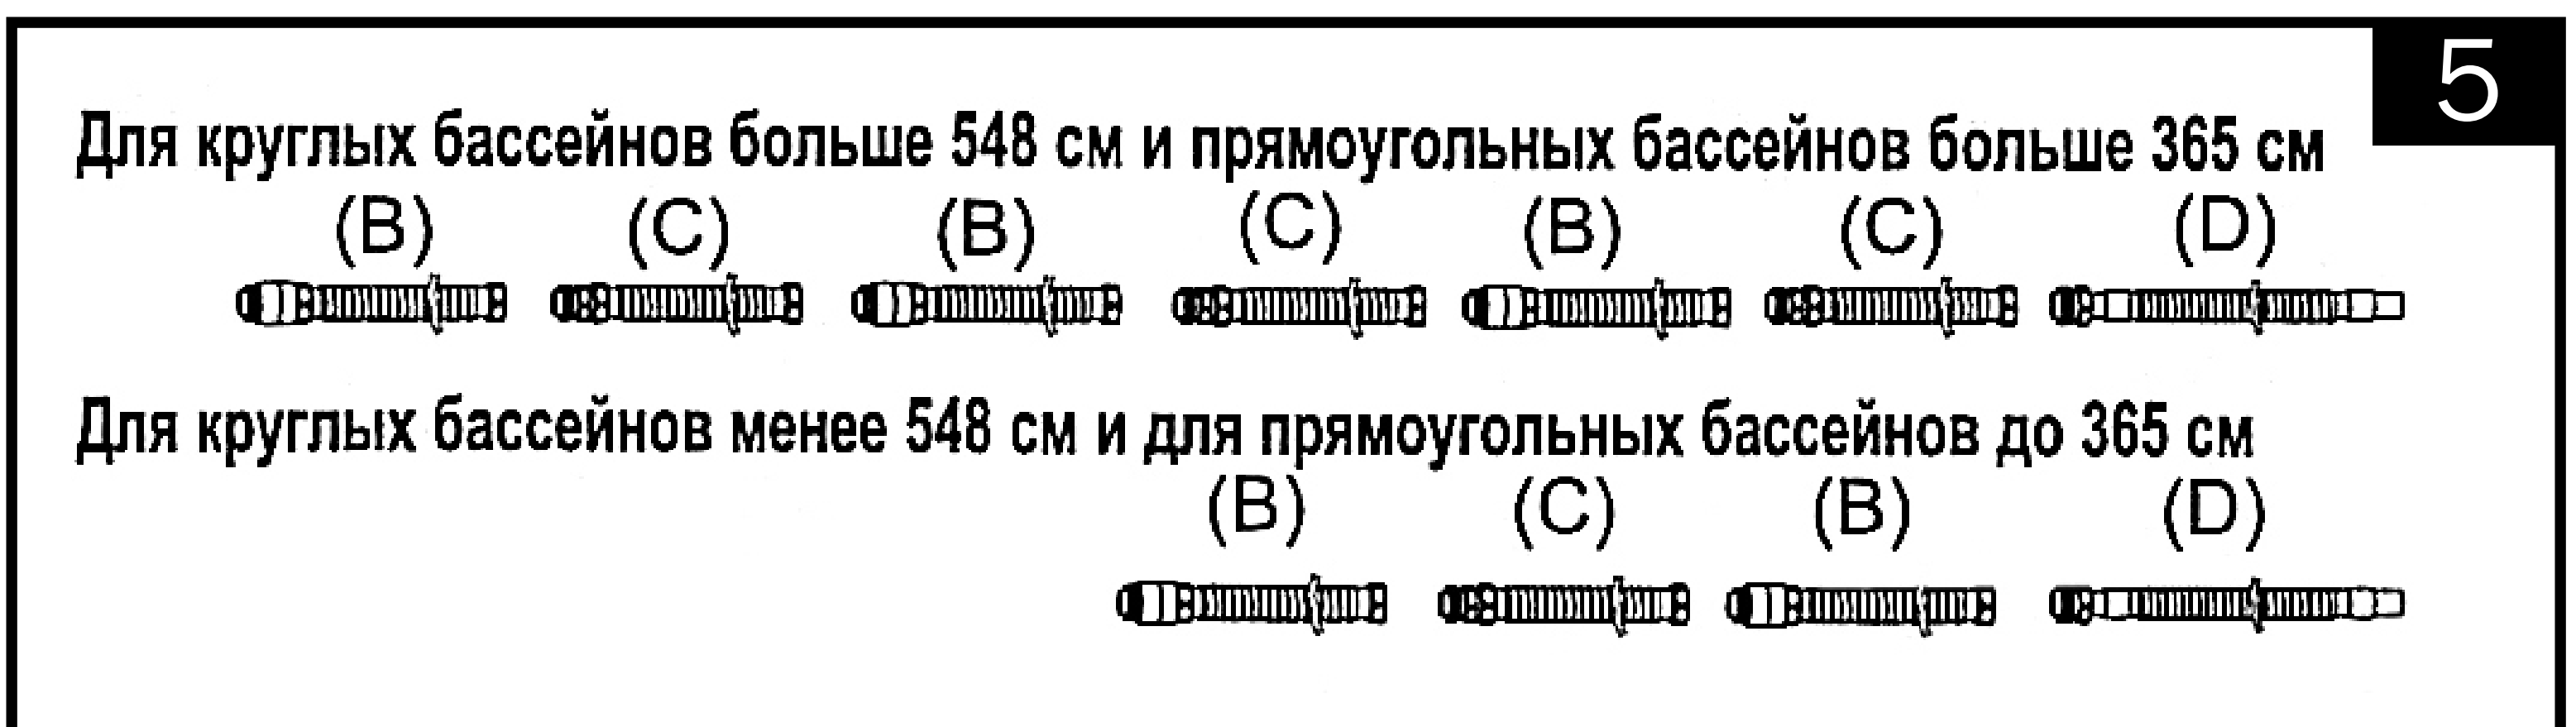 5
Для круглых бассейнов больше 548 см и прямоугольных бассейнов больше 365 см
(B) (C) (B) (C) (B) (C) (D)
Для круглых бассейнов менее 548 см и для прямоугольных бассейнов до 365 см
(B) (C) (B) (D)